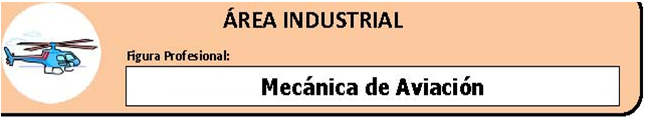 ÁREA INDUSTRIAL
Figura Profesional:
Mecánica de Aviación